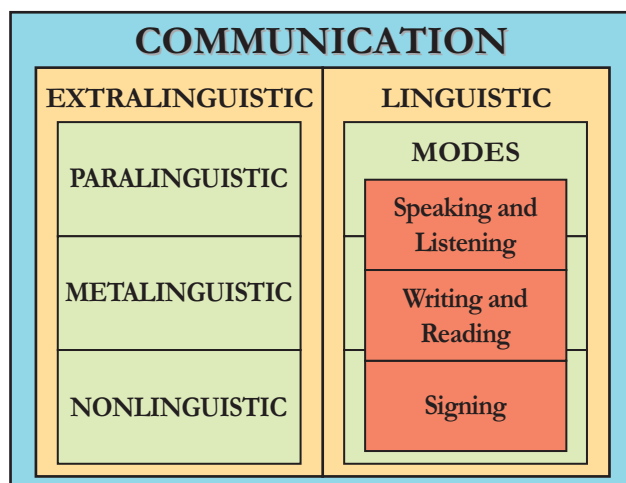 COMMUNICATION
EXTRALINGUISTIC
PARALINGUISTIC
METALINGUISTIC
NONLINGUISTIC
LINGUISTIC
MODES
Speaking and
Listening
Writing and
Reading
Signing